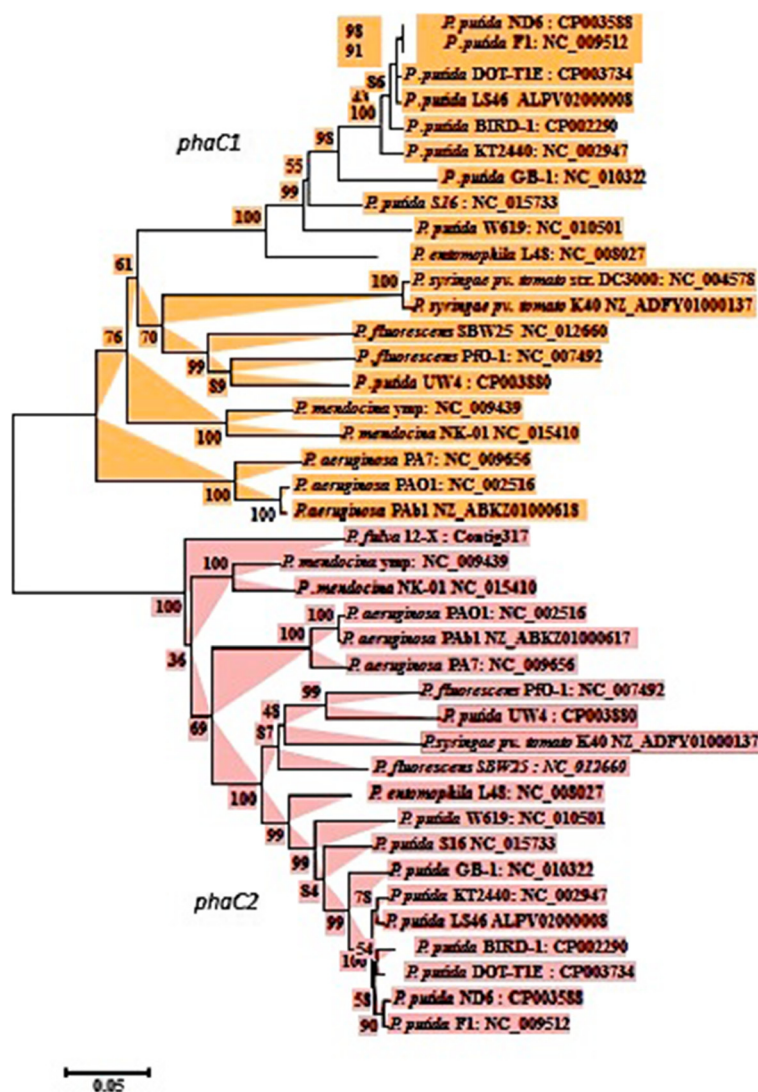 98
P. putida ND6 : CP003588
91
P. putida F1: NC_009512
86
P. putida DOT-T1E: CP003734
43
P. putida LS46 ALPV02000008
100
P. putida BIRD-1: CP002290
phaC1
98
P. putida KT2440: NC_002947
55
P. putida GB-1: NC_010322
99
P. putida S16 : NC_015733
100
P. putida W619: NC_010501
P. entomophila L48: NC_008027
61
100
P. syringae pv. tomato str. DC3000: NC_004578
P. syringae pv. tomato K40 NZ_ADFY01000137
76
70
P. fluorescens SBW25 NC_012660
99
P. fluorescens PfO-1: NC_007492
89
P. putida UW4 : CP003880
P. mendocina ymp: NC_009439
100
P. mendocina NK-01 NC_015410
P. aeruginosa PA7: NC_009656
100
P. aeruginosa PAO1: NC_002516
100
P. aeruginosa PAb1 NZ_ABKZ01000618
P. fulva 12-X : Contig317
100
P. mendocina ymp: NC_009439
P. mendocina NK-01 NC_015410
100
100
P. aeruginosa PAO1: NC_002516
100
P. aeruginosa PAb1 NZ_ABKZ01000617
36
P. aeruginosa PA7: NC_009656
99
P. fluorescens PfO-1: NC_007492
48
P. putida UW4 : CP003880
69
87
P. syringae pv. tomato K40 NZ_ADFY01000137
P. fluorescens SBW25 : NC_012660
100
P. entomophila L48: NC_008027
99
P. putida W619: NC_010501
99
P. putida S16 NC_015733
84
P. putida GB-1: NC_010322
phaC2
78
P. putida KT2440: NC_002947
99
P. putida LS46 ALPV02000008
54
P. putida BIRD-1: CP002290
100
P. putida DOT-T1E : CP003734
58
P. putida ND6 : CP003588
90
P. putida F1: NC_009512
0.05